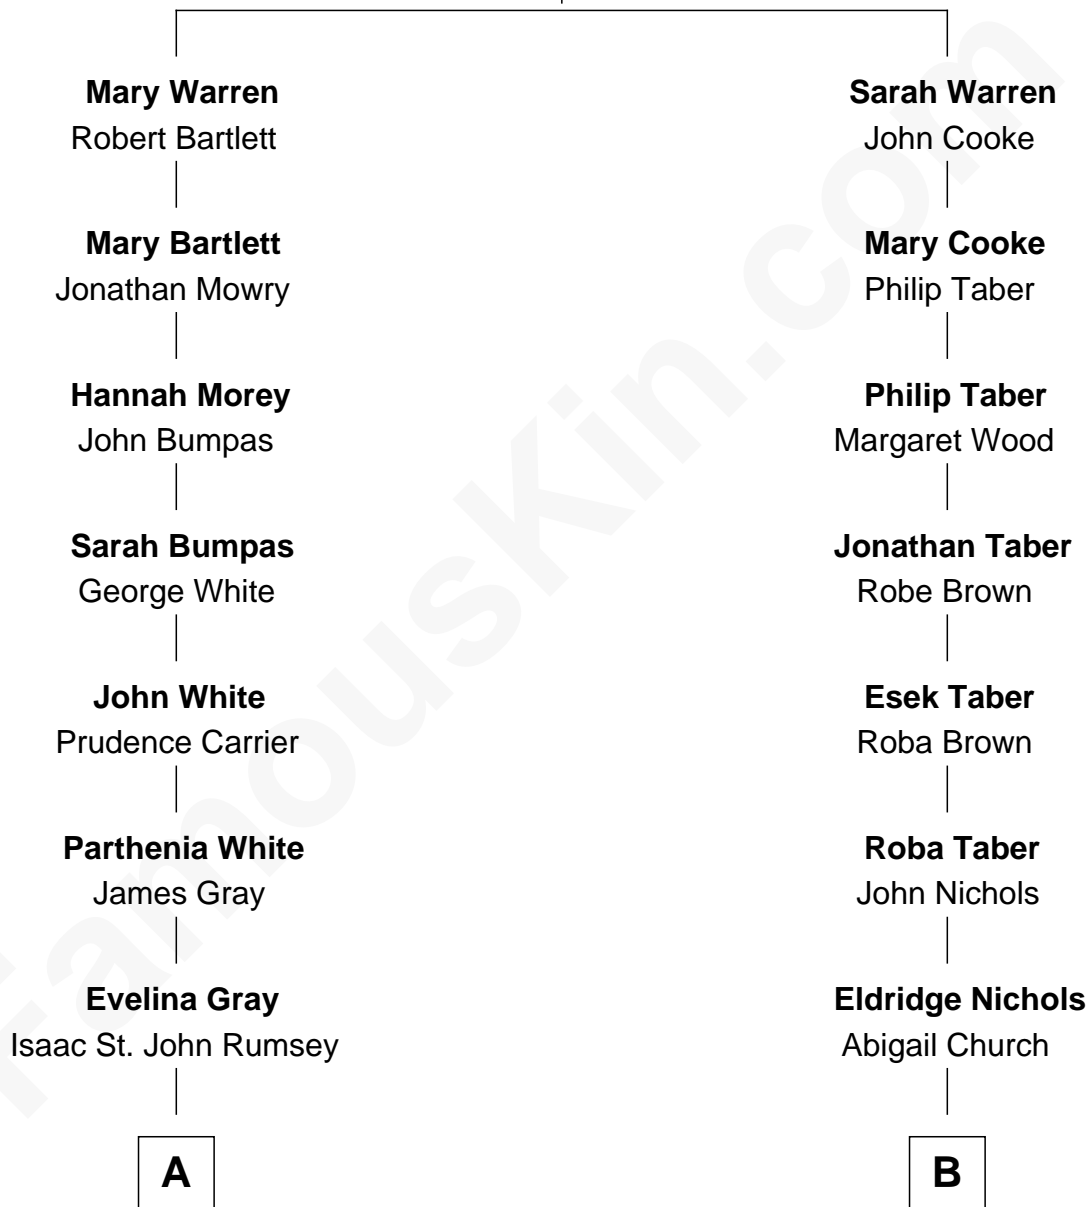 Mary Warren
Robert Bartlett
Mary Bartlett
Jonathan Mowry
Hannah Morey
John Bumpas
Sarah Bumpas
George White
John White
Prudence Carrier
Parthenia White
James Gray
Evelina Gray
Isaac St. John Rumsey
A
Sarah Warren
John Cooke
Mary Cooke
Philip Taber
Philip Taber
Margaret Wood
Jonathan Taber
Robe Brown
Esek Taber
Roba Brown
Roba Taber
John Nichols
Eldridge Nichols
Abigail Church
B
FamousKin.com